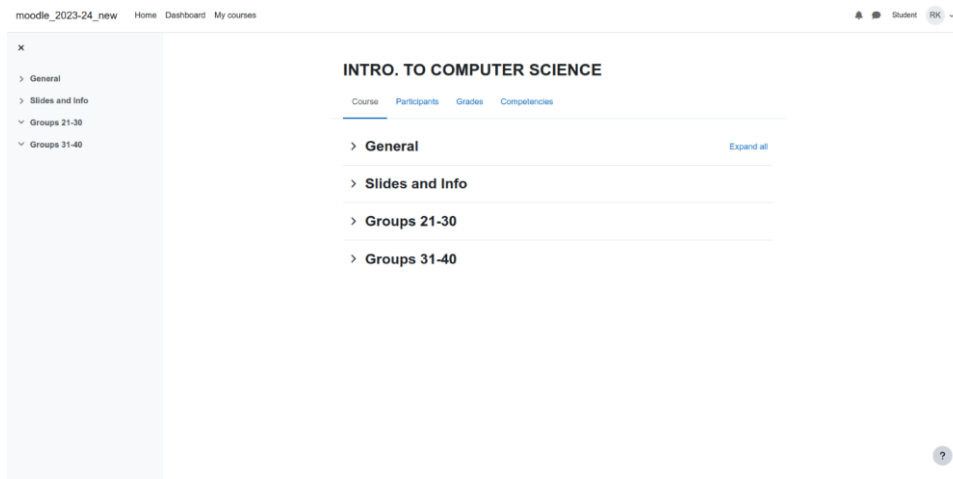 moodle_2023-24_new Home Dashboard My courses Student RK
General
Slides and Info
Groups 21-30
Groups 31-40
INTRO. TO COMPUTER SCIENCE
Course Participants Grades Competencies
General Expand all
Slides and Info
Groups 21-30
Groups 31-40
?